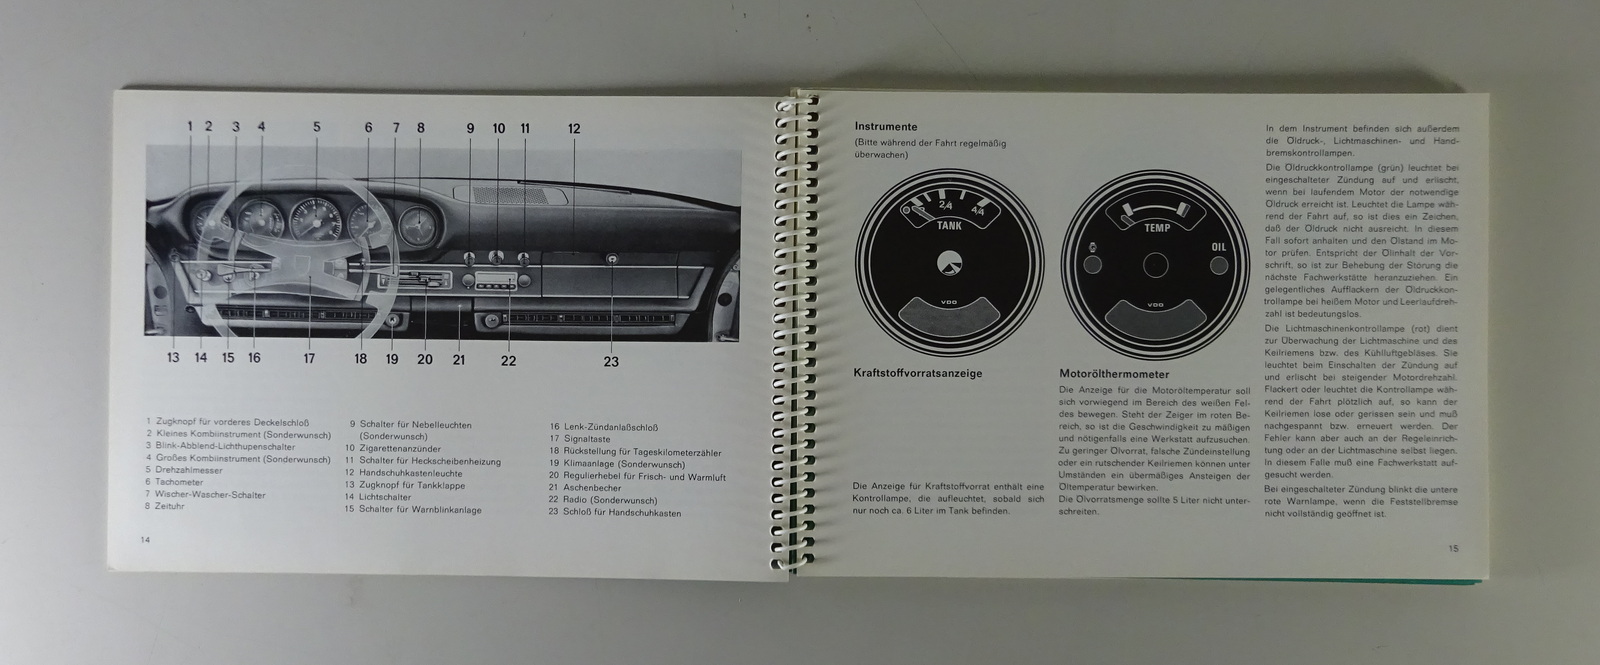 1 2 3 4 5 6 7 8 9 10 11 12
13 14 15 16 17 18 19 20 21 22 23
1 Zugknopf für vorderes Deckelschloß
2 Kleines Kombiinstrument (Sonderwunsch)
3 Blink-Abblend-Lichthupenschalter
4 Großes Kombiinstrument (Sonderwunsch)
5 Drehzahlmesser
6 Tachometer
7 Wischer-Wascher-Schalter
8 Zeituhr
9 Schalter für Nebelleuchten
(Sonderwunsch)
10 Zigarettenanzünder
11 Schalter für Heckscheibenheizung
12 Handschuhkastenleuchte
13 Zugknopf für Tankklappe
14 Lichtschalter
15 Schalter für Warnblinkanlage
16 Lenk-Zündanlaßschloß
17 Signaltaste
18 Rückstellung für Tageskilometerzähler
19 Klimaanlage (Sonderwunsch)
20 Regulierhebel für Frisch- und Warmluft
21 Aschenbecher
22 Radio (Sonderwunsch)
23 Schloß für Handschuhkasten
14
Instrumente
(Bitte während der Fahrt regelmäßig
überwachen)
2/4 4/4
TANK
VDO
Kraftstoffvorratsanzeige
Die Anzeige für Kraftstoffvorrat enthält eine
Kontrollampe, die aufleuchtet, sobald sich
nur noch ca. 6 Liter im Tank befinden.
TEMP
OIL
VDO
Motorölthermometer
Die Anzeige für die Motoröltemperatur soll
sich vorwiegend im Bereich des weißen Fel-
des bewegen. Steht der Zeiger im roten Be-
reich, so ist die Geschwindigkeit zu mäßigen
und nötigenfalls eine Werkstatt aufzusuchen.
Zu geringer Ölvorrat, falsche Zündeinstellung
oder ein rutschender Keilriemen können unter
Umständen ein übermäßiges Ansteigen der
Öltemperatur bewirken.
Die Ölvorratsmenge sollte 5 Liter nicht unter-
schreiten.
In dem Instrument befinden sich außerdem
die Öldruck-, Lichtmaschinen- und Hand-
bremskontrollampen.
Die Öldruckkontrollampe (grün) leuchtet bei
eingeschalteter Zündung auf und erlischt,
wenn bei laufendem Motor der notwendige
Öldruck erreicht ist. Leuchtet die Lampe wäh-
rend der Fahrt auf, so ist dies ein Zeichen,
daß der Öldruck nicht ausreicht. In diesem
Fall sofort anhalten und den Ölstand im Mo-
tor prüfen. Entspricht der Ölinhalt der Vor-
schrift, so ist zur Behebung der Störung die
nächste Fachwerkstätte heranzuziehen. Ein
gelegentliches Aufflackern der Öldruckkon-
trollampe bei heißem Motor und Leerlaufdreh-
zahl ist bedeutungslos.
Die Lichtmaschinenkontrollampe (rot) dient
zur Überwachung der Lichtmaschine und des
Keilriemens bzw. des Kühlluftgebläses. Sie
leuchtet beim Einschalten der Zündung auf
und erlischt bei steigender Motordrehzahl.
Flackert oder leuchtet die Kontrollampe wäh-
rend der Fahrt plötzlich auf, so kann der
Keilriemen lose oder gerissen sein und muß
nachgespannt bzw. erneuert werden. Der
Fehler kann aber auch an der Regeleinrich-
tung oder an der Lichtmaschine selbst liegen.
In diesem Falle muß eine Fachwerkstatt auf-
gesucht werden.
Bei eingeschalteter Zündung blinkt die untere
rote Warnlampe, wenn die Feststellbremse
nicht vollständig geöffnet ist.
15